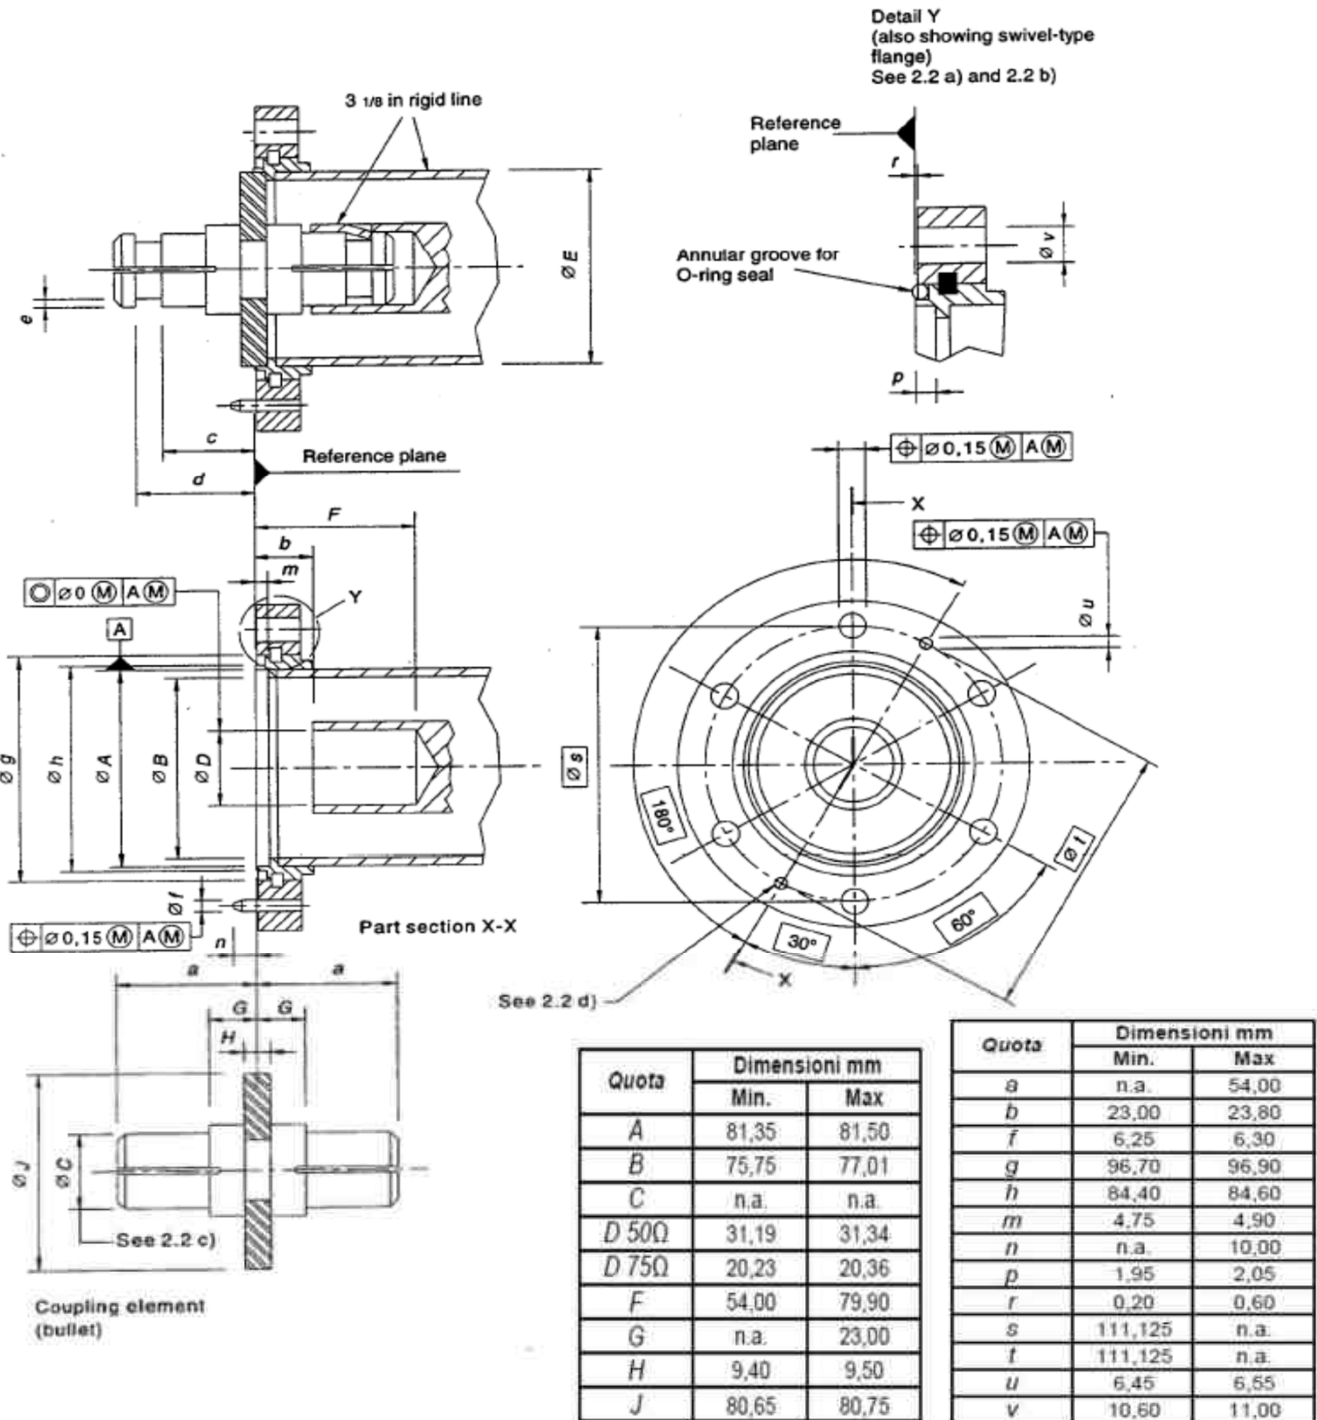 Detail Y
(also showing swivel-type
flange)
See 2.2 a) and 2.2 b)
3 1/8 in rigid line
Reference
plane
r
Ø v
Annular groove for
O-ring seal
p
Ø E
e
c
d
Reference plane
F
b
m
Y
Ø 0 Ⓜ A Ⓜ
A
Ø g
Ø h
Ø A
Ø B
Ø D
Ø f
Ø 0,15 Ⓜ A Ⓜ
n
Part section X-X
Ø 0,15 Ⓜ A Ⓜ
X
Ø 0,15 Ⓜ A Ⓜ
Ø u
Ø s
180°
Ø t
60°
30°
X
See 2.2 d)
a a
G G
H
Ø J
Ø C
See 2.2 c)
Coupling element
(bullet)
Quota Dimensioni mm
Min. Max
A 81,35 81,50
B 75,75 77,01
C n.a. n.a.
D 50Ω 31,19 31,34
D 75Ω 20,23 20,36
F 54,00 79,90
G n.a. 23,00
H 9,40 9,50
J 80,65 80,75
Quota Dimensioni mm
Min. Max
a n.a. 54,00
b 23,00 23,80
f 6,25 6,30
g 96,70 96,90
h 84,40 84,60
m 4,75 4,90
n n.a. 10,00
p 1,95 2,05
r 0,20 0,60
s 111,125 n.a.
t 111,125 n.a.
u 6,45 6,55
v 10,60 11,00